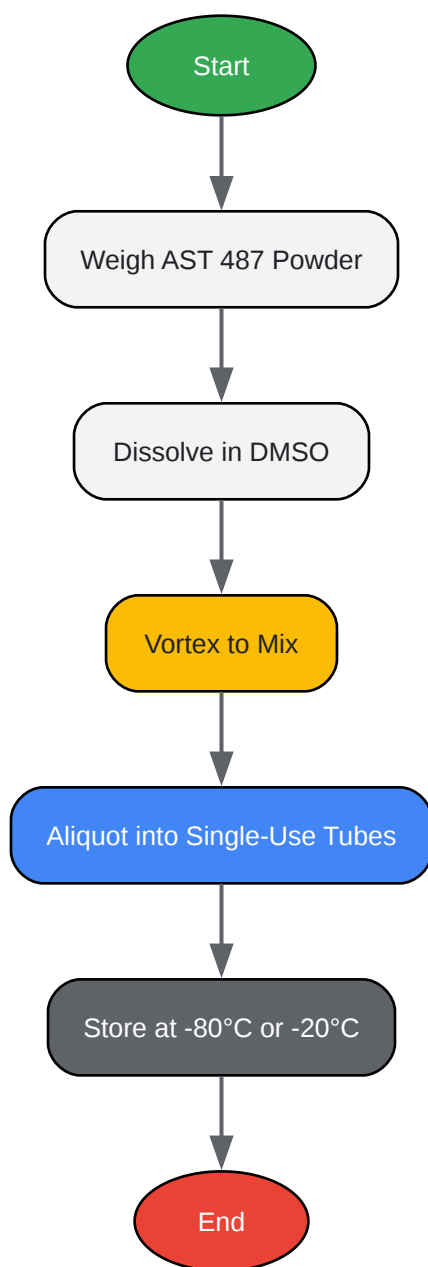 Start
Weigh AST 487 Powder
Dissolve in DMSO
Vortex to Mix
Aliquot into Single-Use Tubes
Store at -80°C or -20°C
End